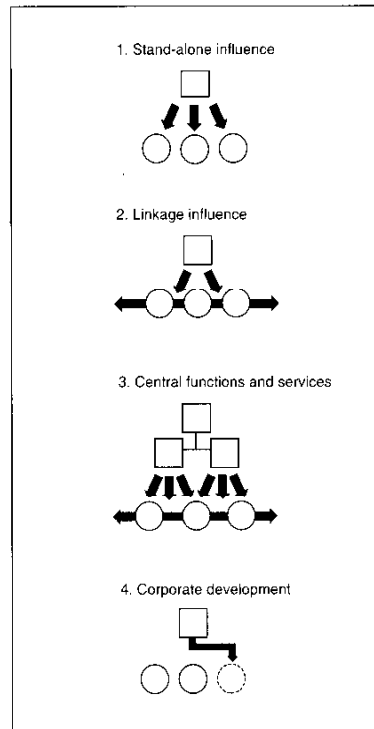 1. Stand-alone influence
2. Linkage influence
3. Central functions and services
4. Corporate development